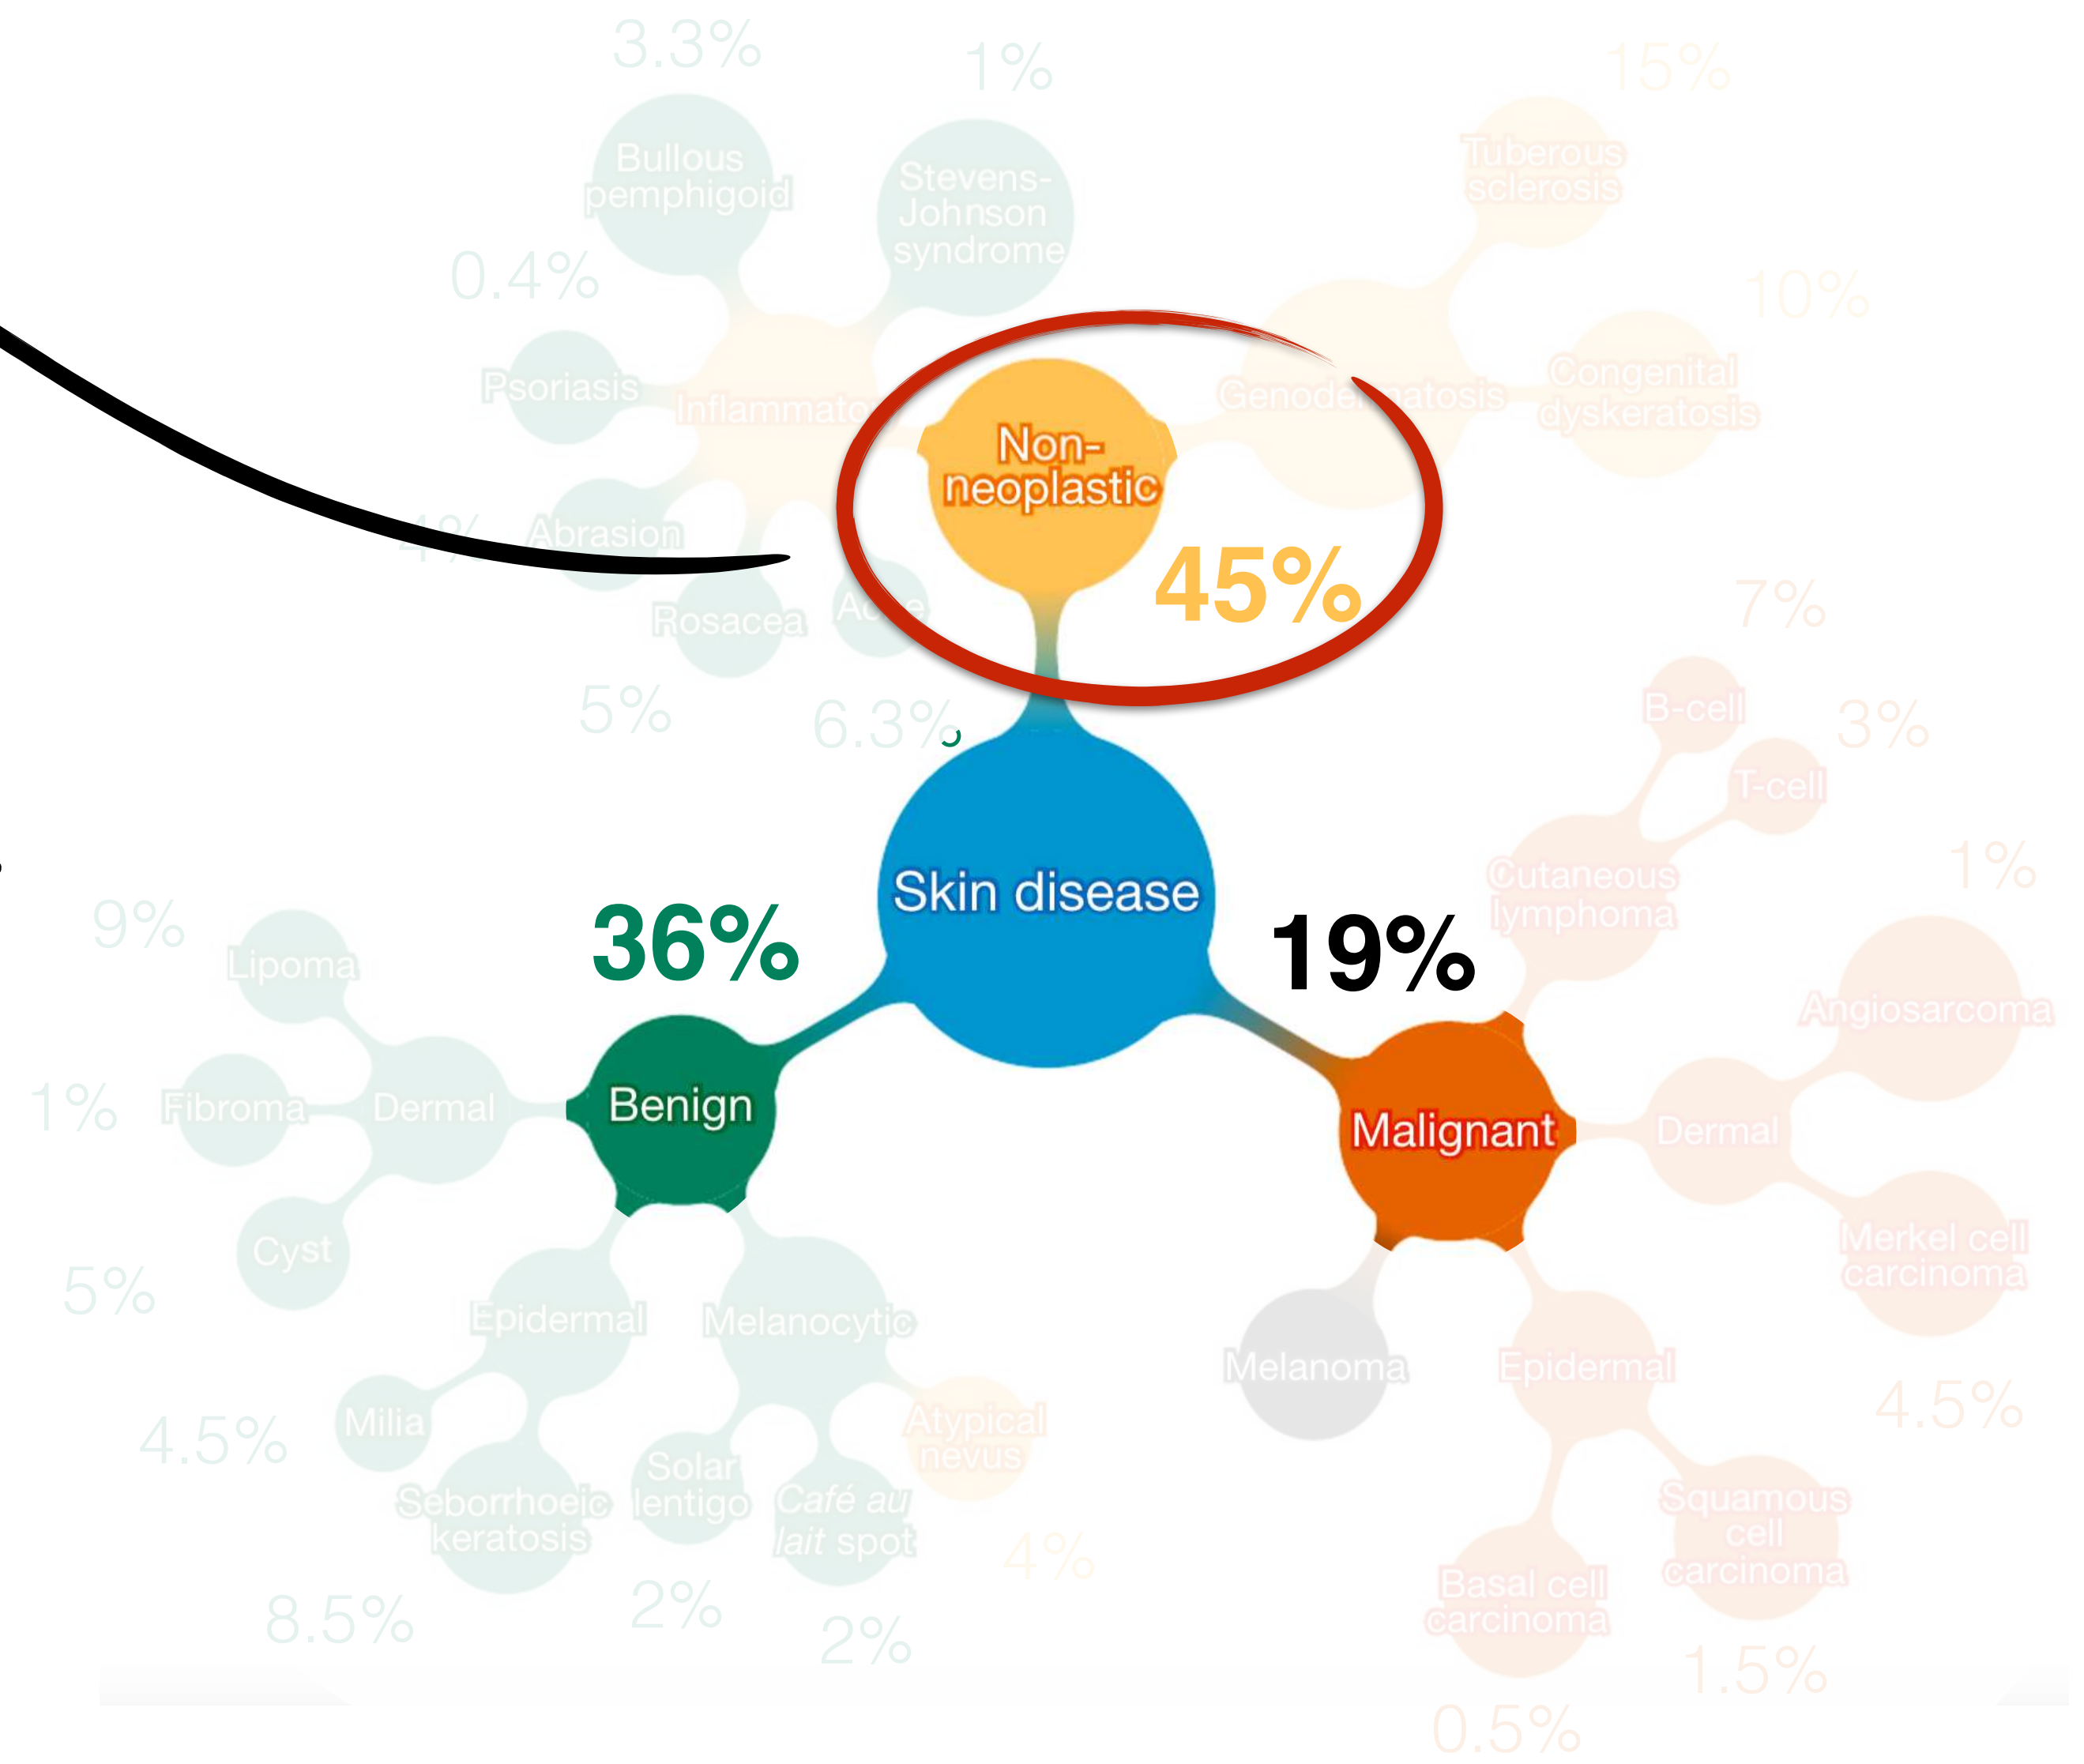 3.3%
1%
15%
Bullous
pemphigoid
Stevens-
Johnson
syndrome
Tuberous
sclerosis
0.4%
10%
Psoriasis
Inflammato
Non-
neoplastic
Genodermatosis
Congenital
dyskeratosis
4%
Abrasion
Rosacea
Acne
45%
7%
5%
6.3%
B-cell
3%
T-cell
Skin disease
Cutaneous
lymphoma
1%
9%
Lipoma
36%
19%
Angiosarcoma
1%
Fibroma
Dermal
Benign
Malignant
Dermal
Cyst
5%
Merkel cell
carcinoma
Epidermal
Melanocytic
Melanoma
Epidermal
4.5%
Milia
4.5%
Atypical
nevus
Seborrhoeic
keratosis
Solar
lentigo
Café au
lait spot
Squamous
cell
carcinoma
4%
Basal cell
carcinoma
8.5%
2%
2%
1.5%
0.5%